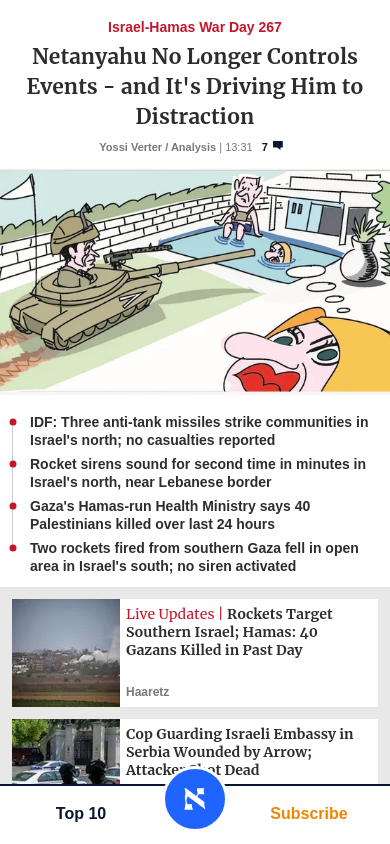 Israel-Hamas War Day 267
Netanyahu No Longer Controls
Events - and It's Driving Him to
Distraction
Yossi Verter / Analysis | 13:31 7
IDF: Three anti-tank missiles strike communities in
Israel's north; no casualties reported
Rocket sirens sound for second time in minutes in
Israel's north, near Lebanese border
Gaza's Hamas-run Health Ministry says 40
Palestinians killed over last 24 hours
Two rockets fired from southern Gaza fell in open
area in Israel's south; no siren activated
Live Updates | Rockets Target
Southern Israel; Hamas: 40
Gazans Killed in Past Day
Haaretz
Cop Guarding Israeli Embassy in
Serbia Wounded by Arrow;
Attacker Dead
Top 10
Subscribe